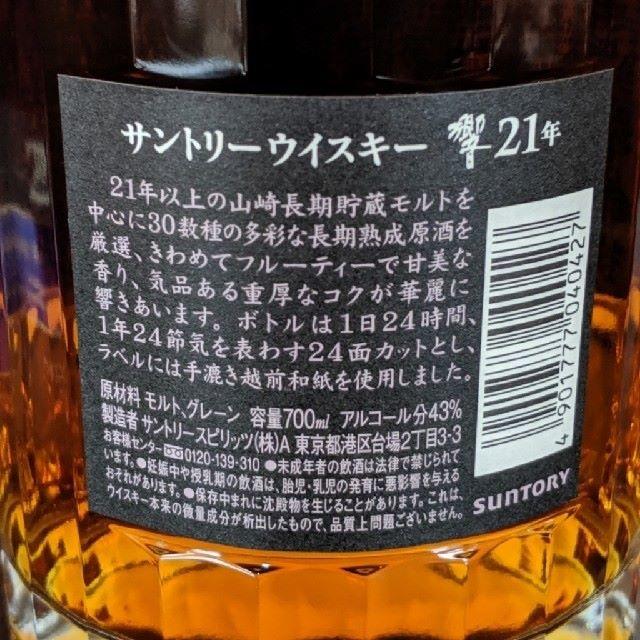 サントリーウイスキー 響 21年
21年以上の山崎長期貯蔵モルトを
中心に30数種の多彩な長期熟成原酒を
厳選、きわめてフルーティーで甘美な
香り、気品ある重厚なコクが華麗に
響きあいます。ボトルは1日24時間、
1年24節気を表わす24面カットとし、
ラベルには手漉き越前和紙を使用しました。
原材料 モルト、グレーン 容量700ml アルコール分43%
製造者 サントリースピリッツ(株)A 東京都港区台場2丁目3-3
お客様センター 0120-139-310 ●未成年者の飲酒は法律で禁じられて
います。●妊娠中や授乳期の飲酒は、胎児・乳児の発育に悪影響を与える
おそれがあります。●保存中まれに沈殿物を生じることがあります。これは、
ウイスキー本来の微量成分が析出したもので、品質上問題ございません。
SUNTORY
4901777040427